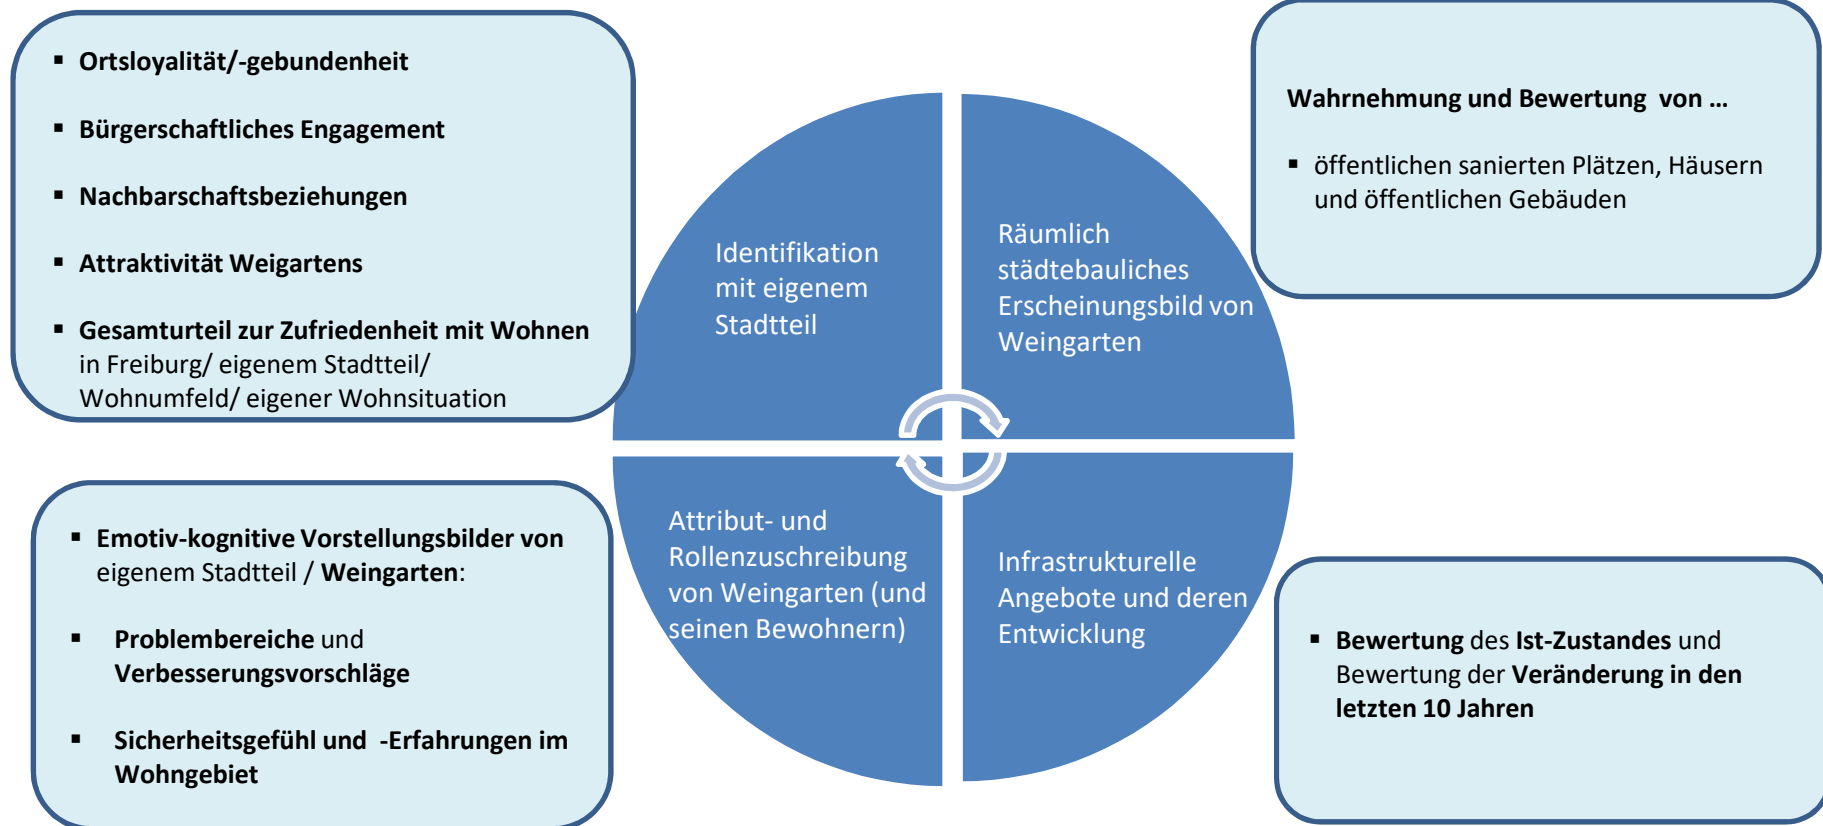 ▪ Ortsloyalität/-gebundenheit
▪ Bürgerschaftliches Engagement
▪ Nachbarschaftsbeziehungen
▪ Attraktivität Weigartens
▪ Gesamturteil zur Zufriedenheit mit Wohnen
in Freiburg/ eigenem Stadtteil/
Wohnumfeld/ eigener Wohnsituation
Identifikation
mit eigenem
Stadtteil
Räumlich
städtebauliches
Erscheinungsbild von
Weingarten
Wahrnehmung und Bewertung von …
▪ öffentlichen sanierten Plätzen, Häusern
und öffentlichen Gebäuden
▪ Emotiv-kognitive Vorstellungsbilder von
eigenem Stadtteil / Weingarten:
▪ Problembereiche und
Verbesserungsvorschläge
▪ Sicherheitsgefühl und -Erfahrungen im
Wohngebiet
Attribut- und
Rollenzuschreibung
von Weingarten (und
seinen Bewohnern)
Infrastrukturelle
Angebote und deren
Entwicklung
▪ Bewertung des Ist-Zustandes und
Bewertung der Veränderung in den
letzten 10 Jahren